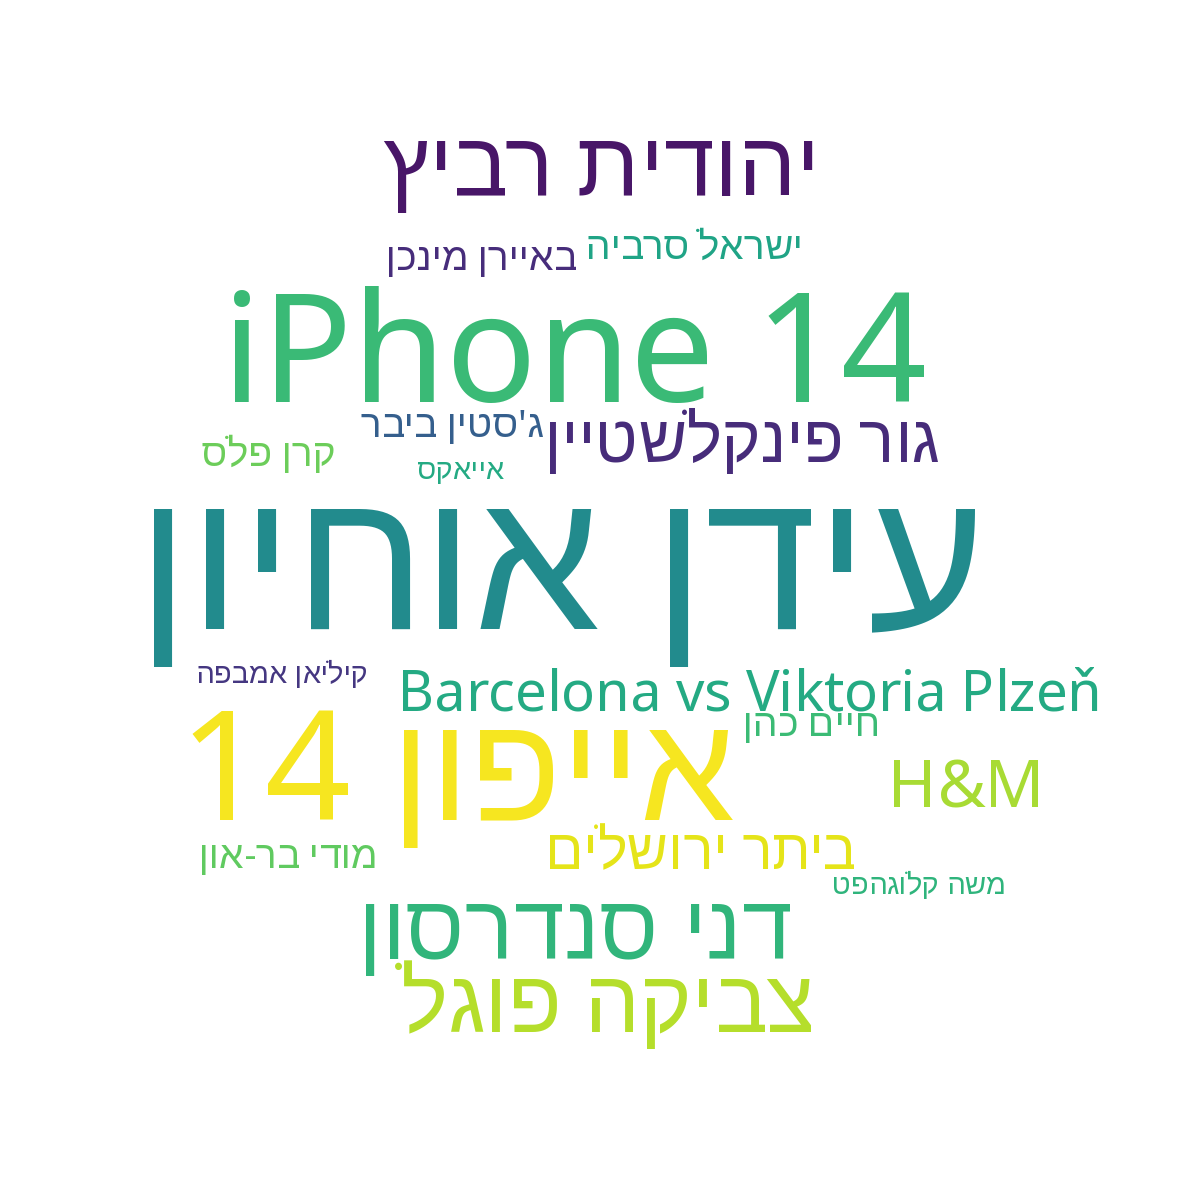 יהודית רביץ
ישראל סרביה
באיירן מינכן
iPhone 14
ג'סטין ביבר
גור פינקלשטיין
קרן פלס
אייאקס
עידן אוחיון
קיליאן אמבפה
Barcelona vs Viktoria Plzeň
אייפון 14
חיים כהן
H&M
ביתר ירושלים
מודי בר-און
משה קלוגהפט
דני סנדרסון
צביקה פוגל